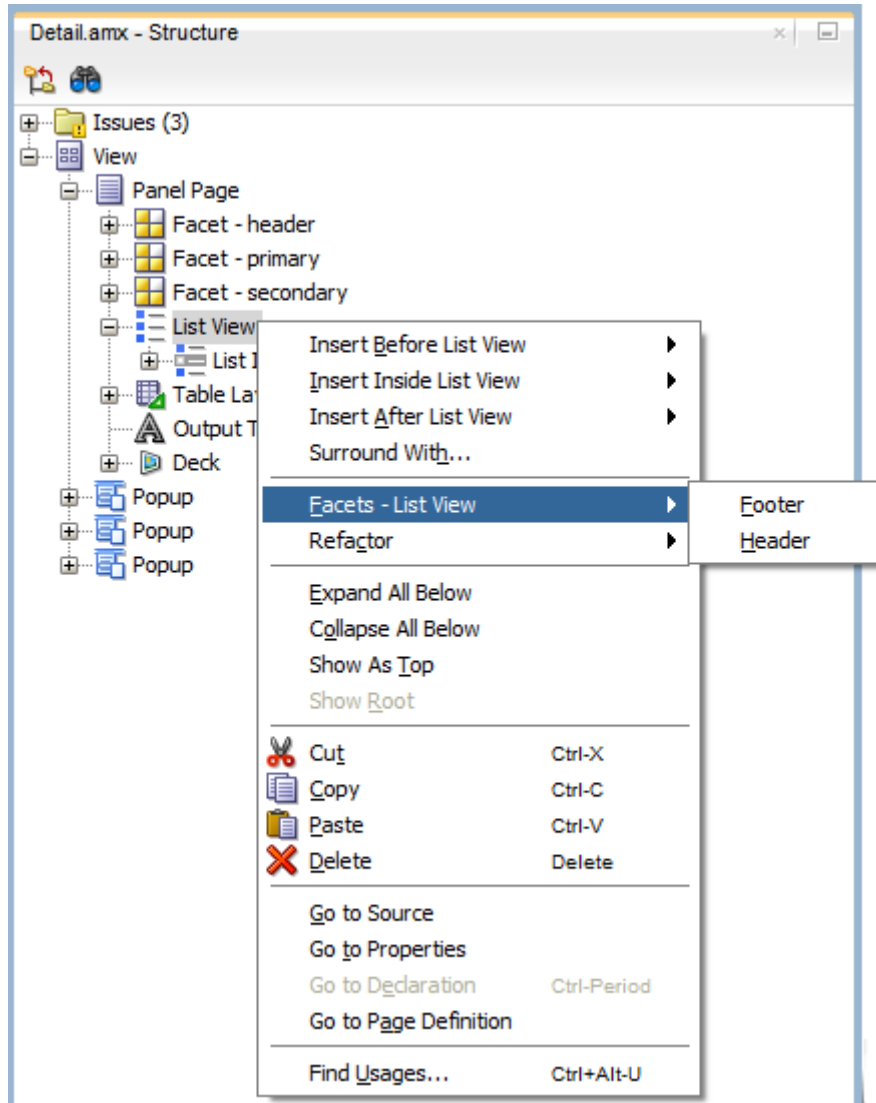 Detail.amx - Structure
Issues (3)
View
Panel Page
Facet - header
Facet - primary
Facet - secondary
List View
List
Table La
Output T
Deck
Popup
Popup
Popup
Insert Before List View
Insert Inside List View
Insert After List View
Surround With...
Facets - List View
Refactor
Footer
Header
Expand All Below
Collapse All Below
Show As Top
Show Root
Cut Ctrl-X
Copy Ctrl-C
Paste Ctrl-V
Delete Delete
Go to Source
Go to Properties
Go to Declaration Ctrl-Period
Go to Page Definition
Find Usages... Ctrl+Alt-U